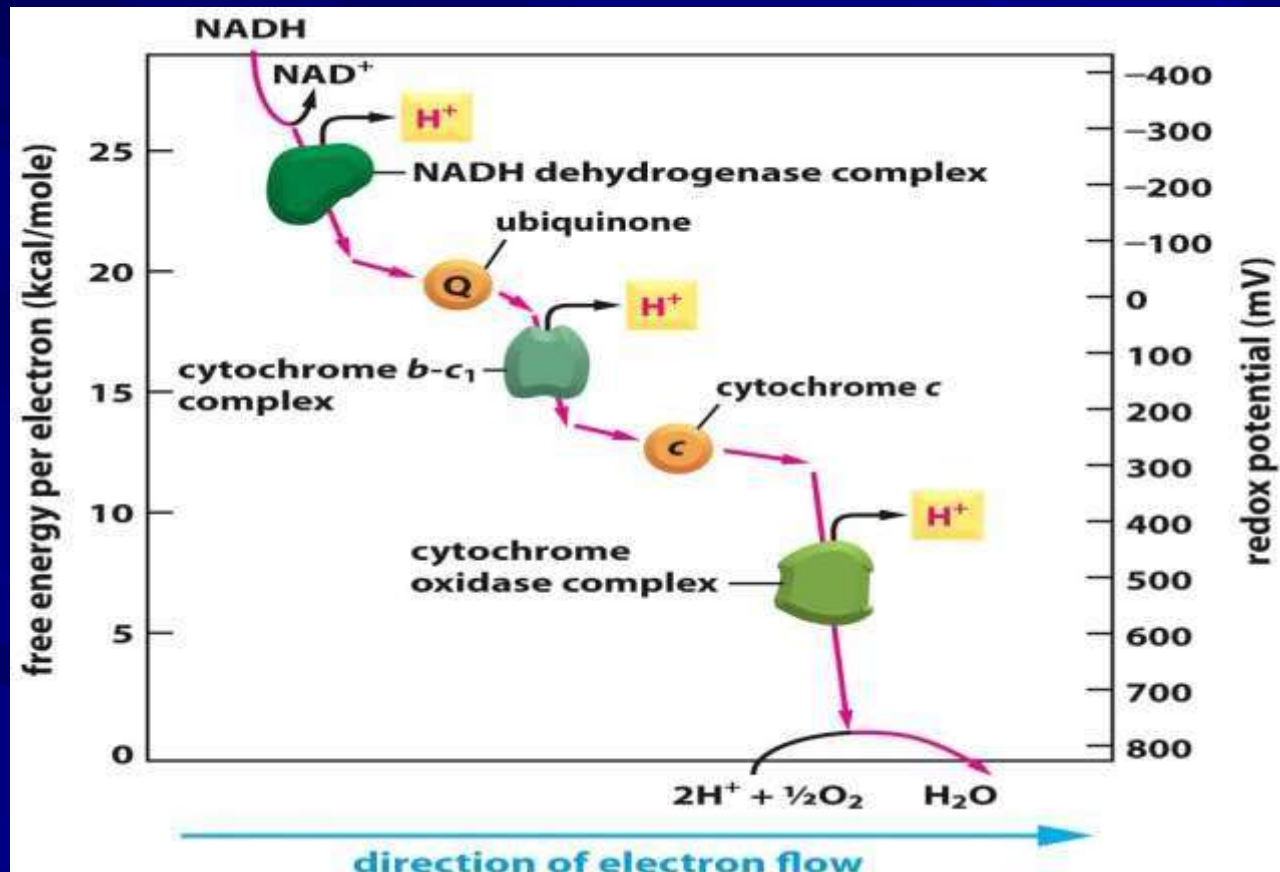 NADH
NAD⁺
H⁺
NADH dehydrogenase complex
ubiquinone
Q
H⁺
cytochrome b-c₁
complex
cytochrome c
c
H⁺
cytochrome
oxidase complex
2H⁺ + ½O₂
H₂O
direction of electron flow
free energy per electron (kcal/mole)
25
20
15
10
5
0
redox potential (mV)
−400
−300
−200
−100
0
100
200
300
400
500
600
700
800